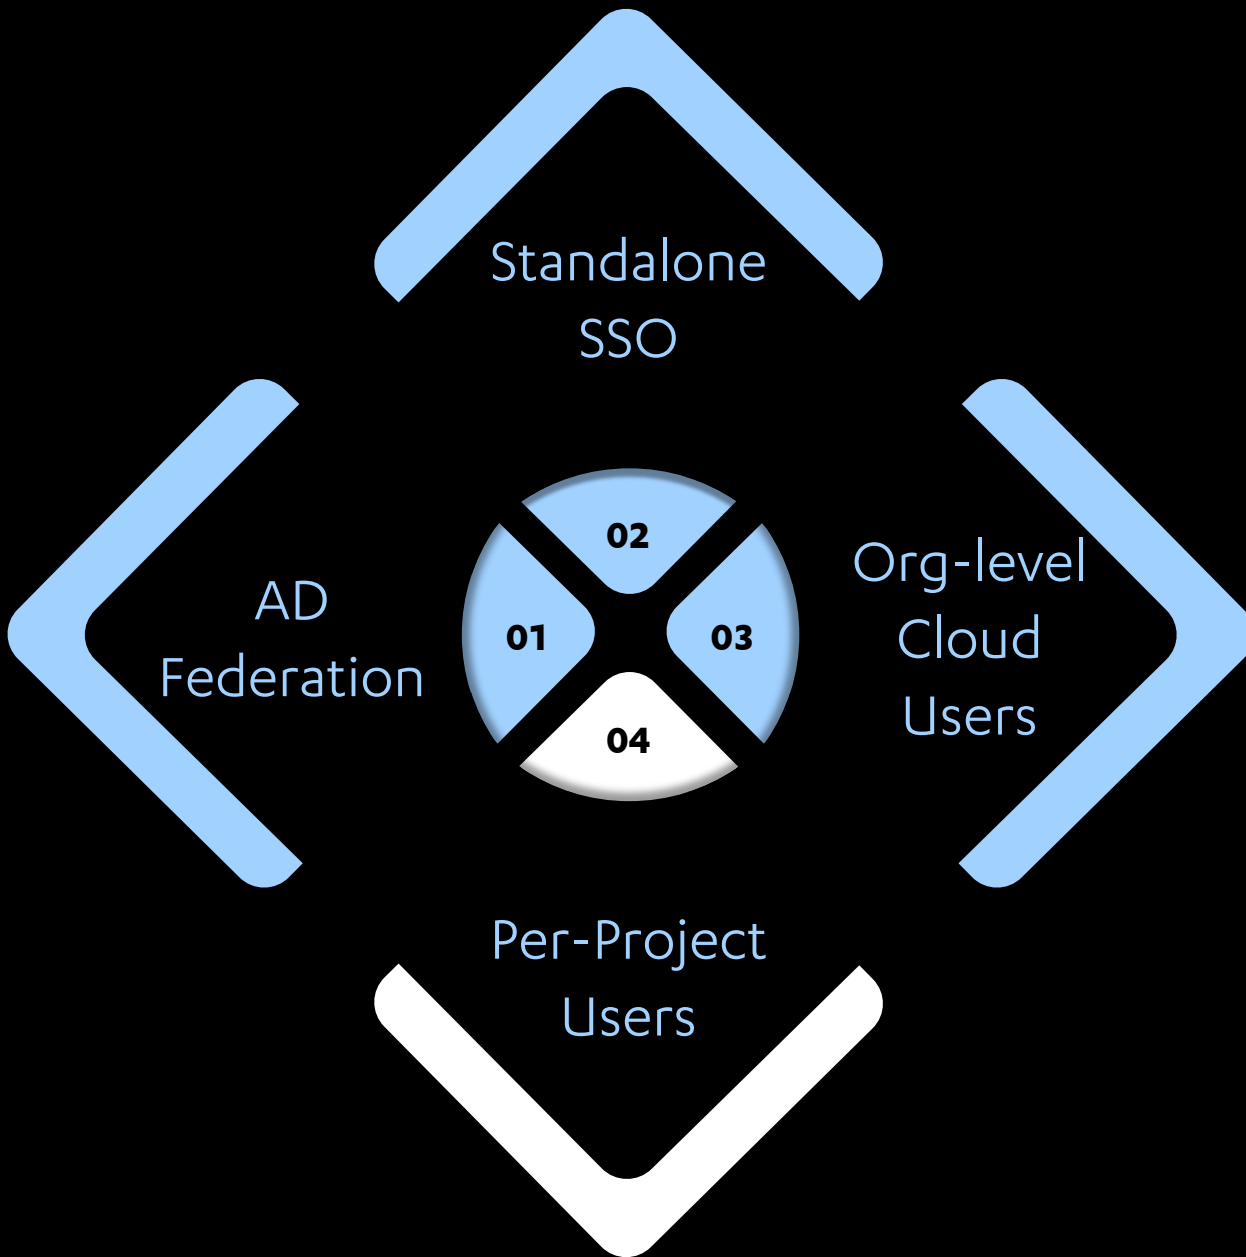 Standalone
SSO
02
AD
Federation
01
03
Org-level
Cloud
Users
04
Per-Project
Users